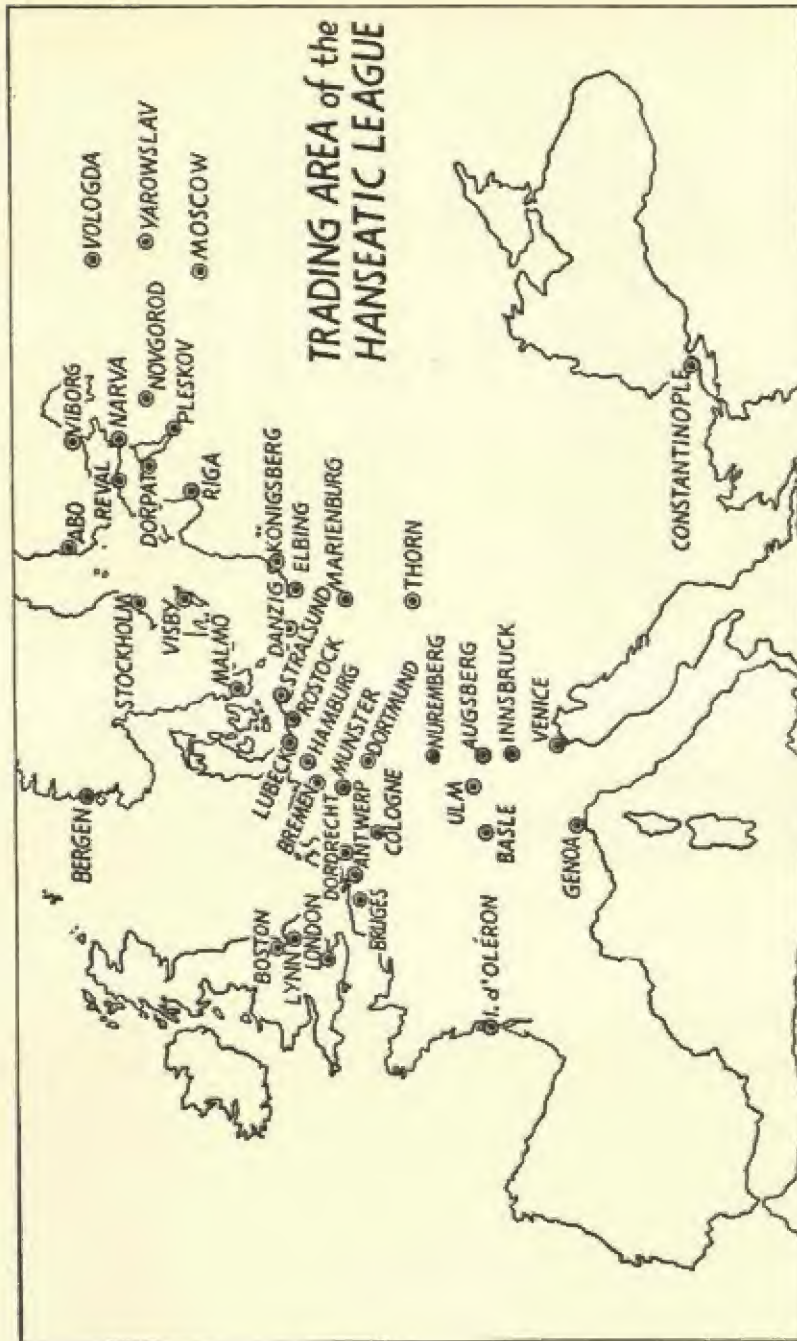 TRADING AREA of the
HANSEATIC LEAGUE
BERGEN
STOCKHOLM
VISBY
MALMÖ
ABO
VIBORG
REVAL
NARVA
DORPAT
NOVGOROD
PLESKOV
RIGA
VOLOGDA
YAROWSLAV
MOSCOW
DANZIG
KÖNIGSBERG
ELBING
MARIENBURG
THORN
STRALSUND
ROSTOCK
LUBECK
HAMBURG
BREMEN
MUNSTER
DORTMUND
DORDRECHT
ANTWERP
COLOGNE
BRUGES
BOSTON
LYNN
LONDON
NUREMBERG
AUGSBERG
ULM
INNSBRUCK
BASLE
VENICE
GENOA
I. d'OLÉRON
CONSTANTINOPLE